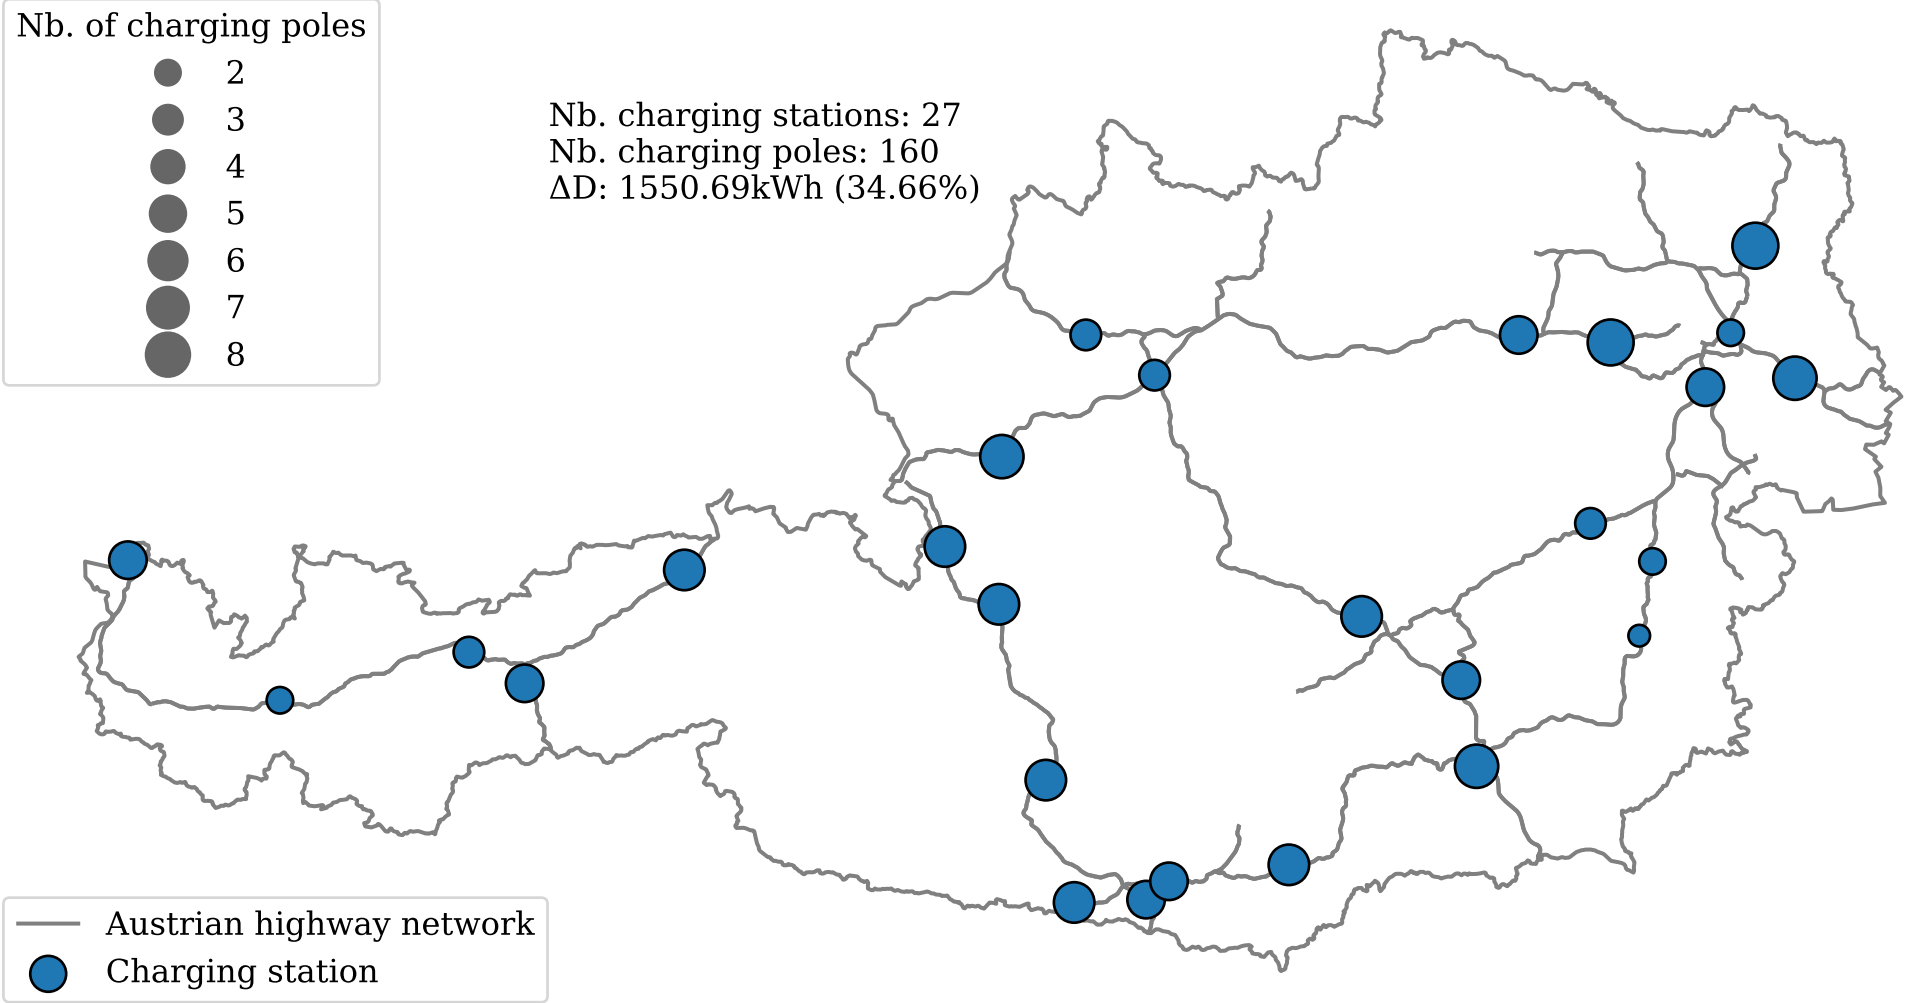 Nb. of charging poles
2
3
4
5
6
7
8
Nb. charging stations: 27
Nb. charging poles: 160
ΔD: 1550.69kWh (34.66%)
Austrian highway network
Charging station